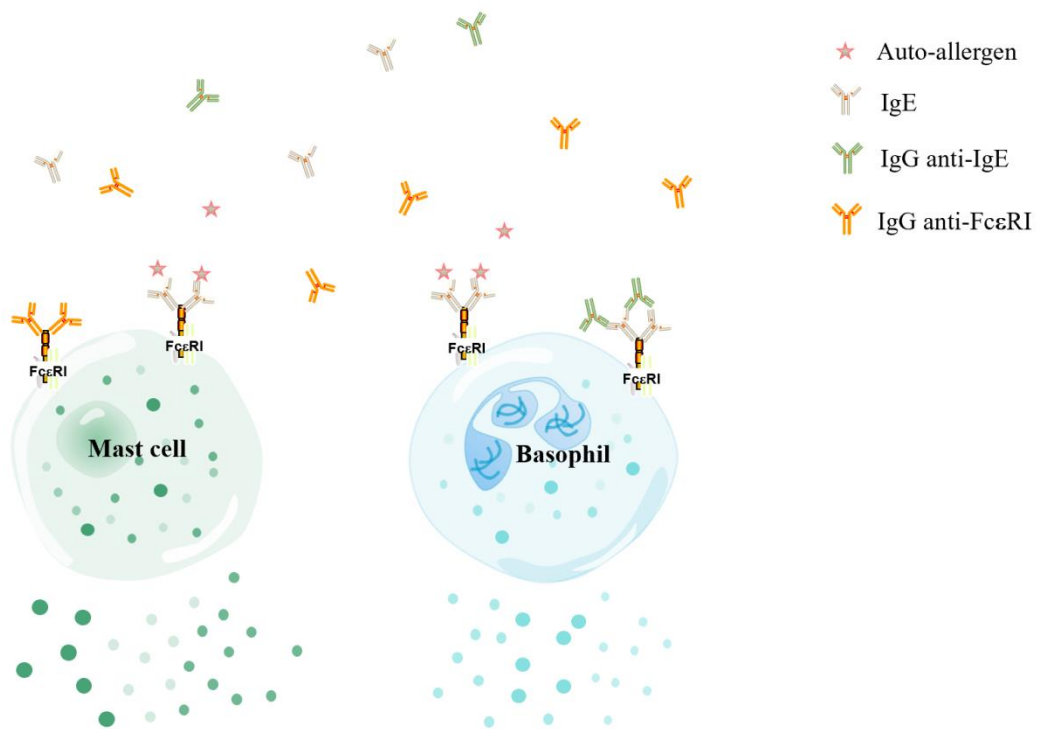 Auto-allergen
IgE
IgG anti-IgE
IgG anti-FcεRI
FcεRI
FcεRI
FcεRI
FcεRI
Mast cell
Basophil